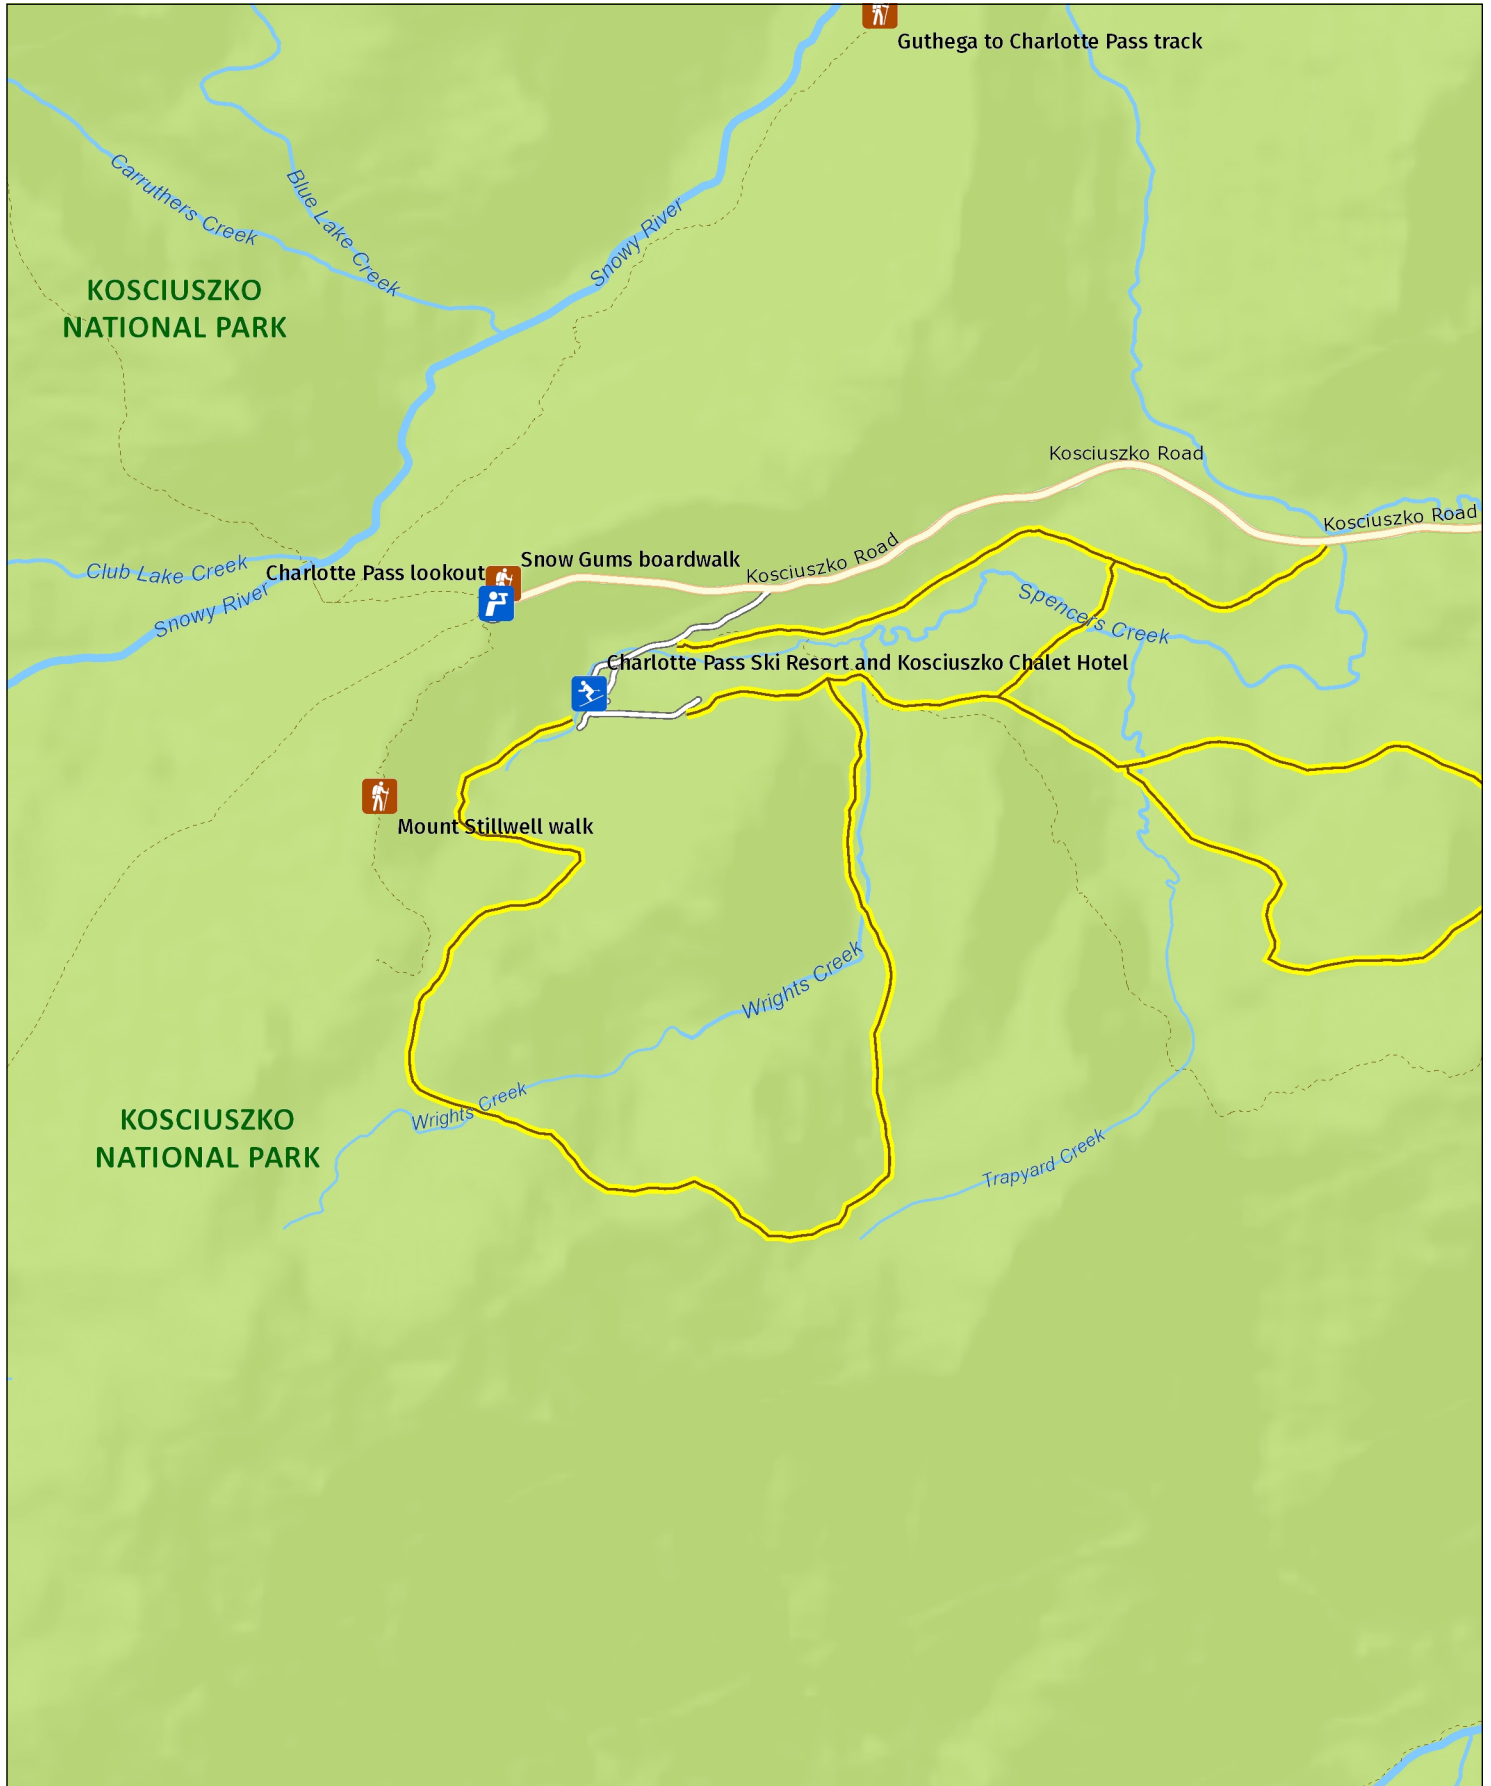 Guthega to Charlotte Pass track
Carruthers Creek
Blue Lake Creek
Snowy River
KOSCIUSZKO
NATIONAL PARK
Kosciuszko Road
Kosciuszko Road
Kosciuszko Road
Snow Gums boardwalk
Charlotte Pass lookout
Club Lake Creek
Snowy River
Spencers Creek
Charlotte Pass Ski Resort and Kosciuszko Chalet Hotel
Mount Stillwell walk
Wrights Creek
Wrights Creek
KOSCIUSZKO
NATIONAL PARK
Trapyard Creek